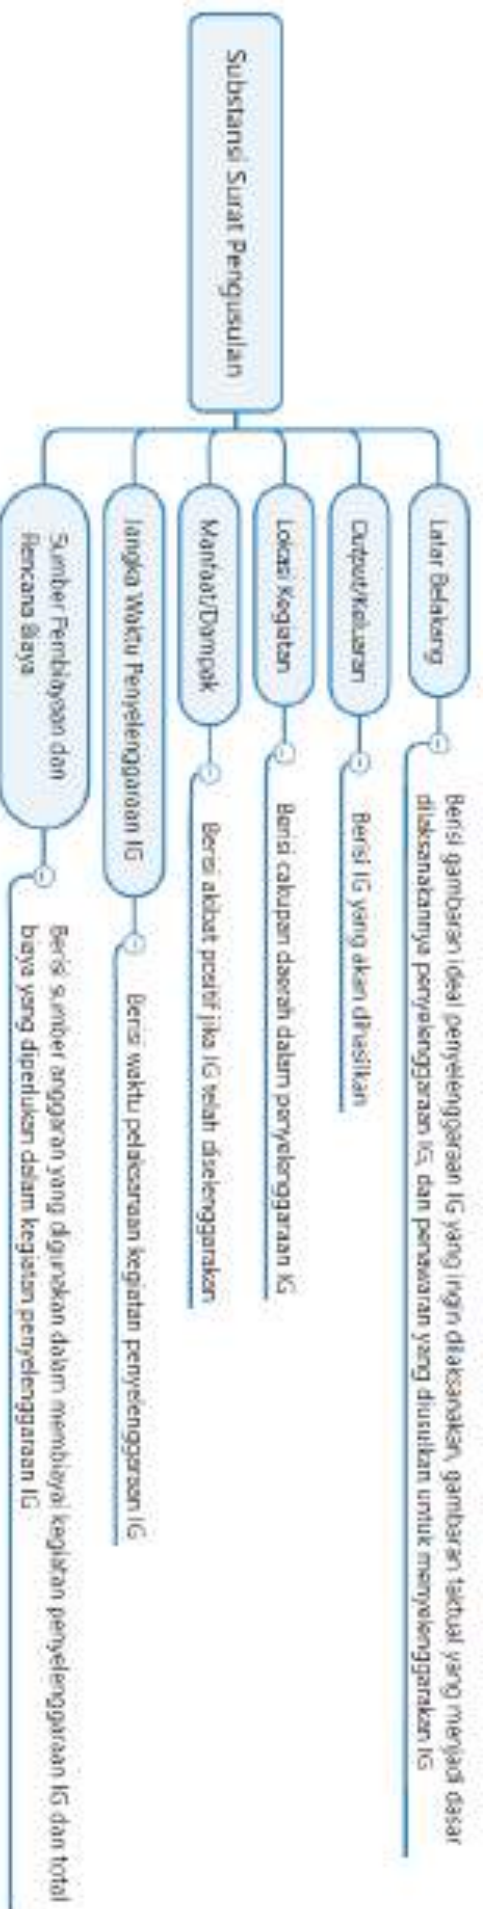 Substansi Surat Pengusulan
Latar Belakang
Berisi gambaran ideal penyelenggaraan IG yang ingin dilaksanakan, gambaran faktual yang menjadi dasar
dilaksanakannya penyelenggaraan IG, dan penawaran yang diusulkan untuk menyelenggarakan IG
Output/Keluaran
Berisi IG yang akan dihasilkan
Lokasi Kegiatan
Berisi cakupan daerah dalam penyelenggaraan IG
Manfaat/Dampak
Berisi akibat positif jika IG telah diselenggarakan
Jangka Waktu Penyelenggaraan IG
Berisi waktu pelaksanaan kegiatan penyelenggaraan IG
Sumber Pembiayaan dan
Rencana Biaya
Berisi sumber anggaran yang digunakan dalam membiayai kegiatan penyelenggaraan IG dan total
biaya yang diperlukan dalam kegiatan penyelenggaraan IG